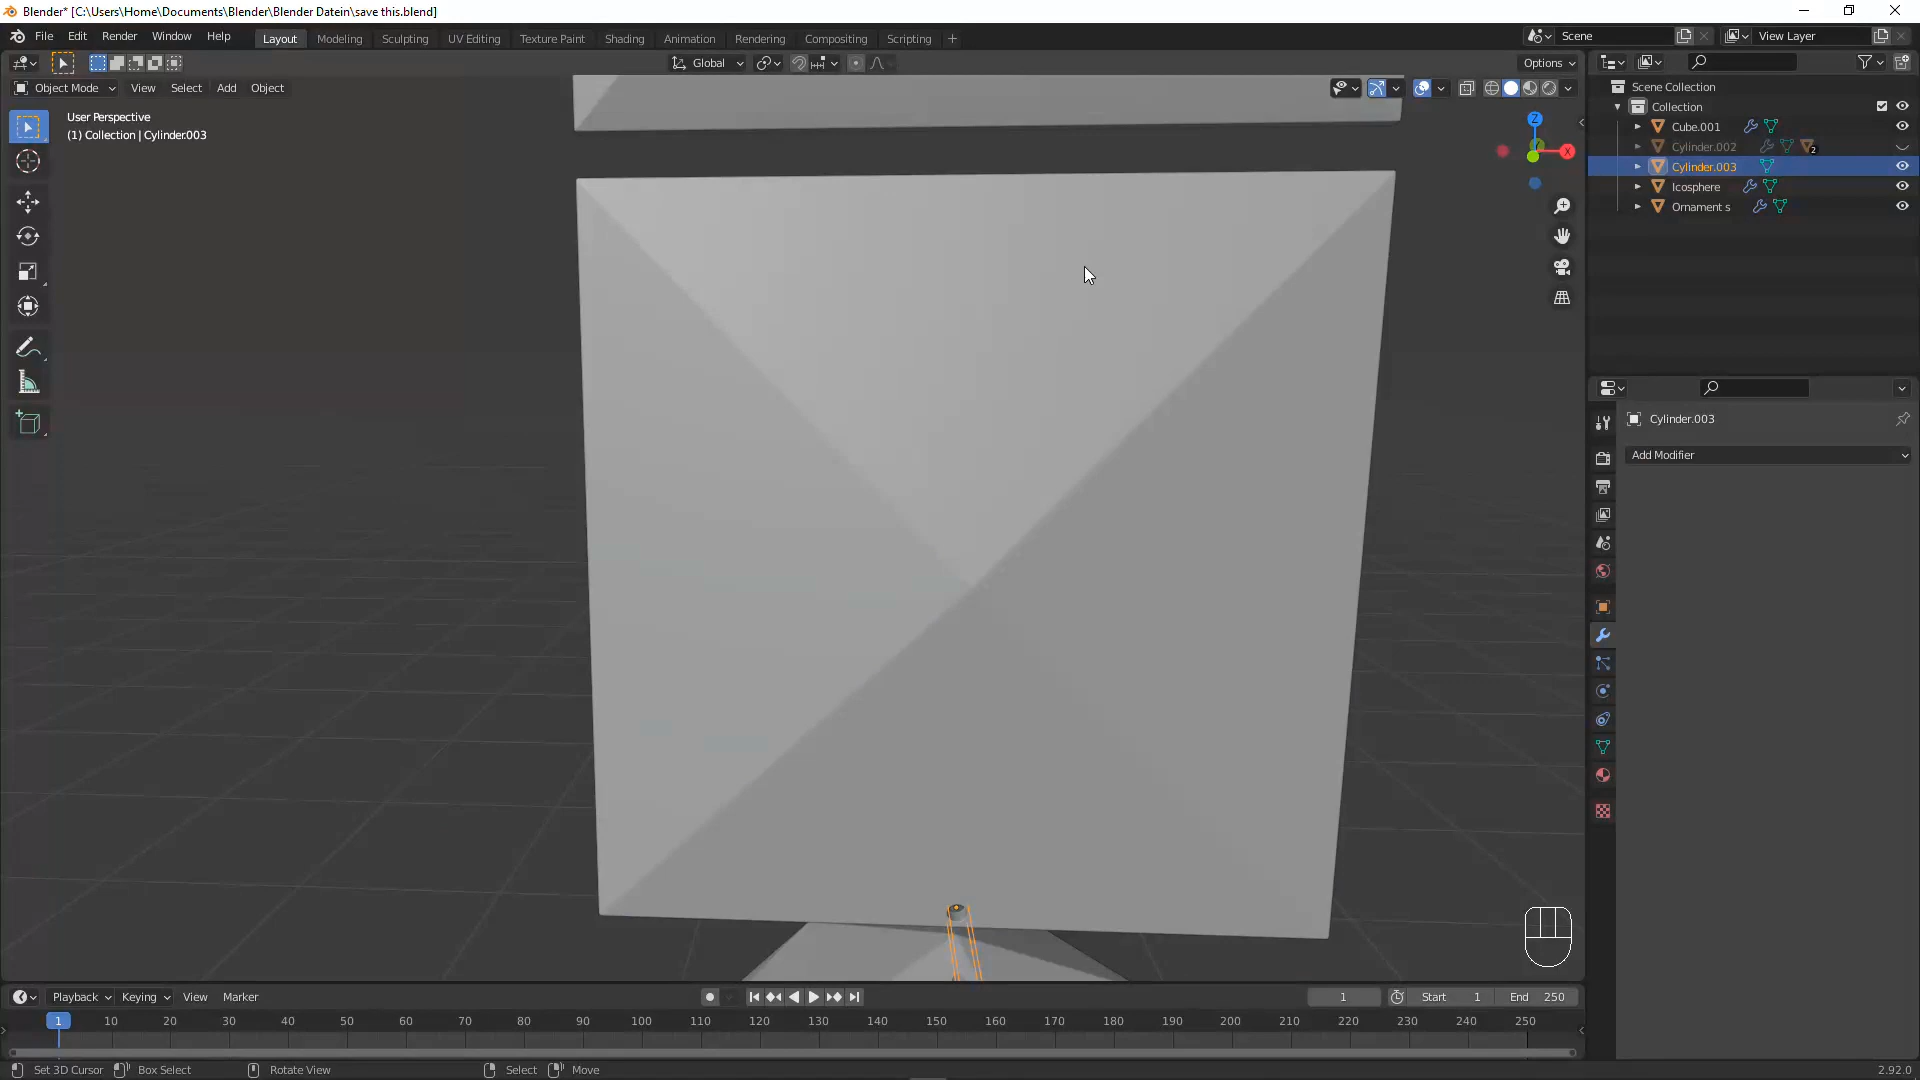 Blender* [C:\Users\Home\Documents\Blender\Blender Datein\save this.blend]
File Edit Render Window Help Layout Modeling Sculpting UV Editing Texture Paint Shading Animation Rendering Compositing Scripting + Scene View Layer
Global Options
Object Mode View Select Add Object
User Perspective
(1) Collection | Cylinder.003
Z
X
Scene Collection
Collection
Cube.001
Cylinder.002 2
Cylinder.003
Icosphere
Ornament s
Cylinder.003
Add Modifier
Playback Keying View Marker 1 Start 1 End 250
1 10 20 30 40 50 60 70 80 90 100 110 120 130 140 150 160 170 180 190 200 210 220 230 240 250
Set 3D Cursor Box Select Rotate View Select Move 2.92.0